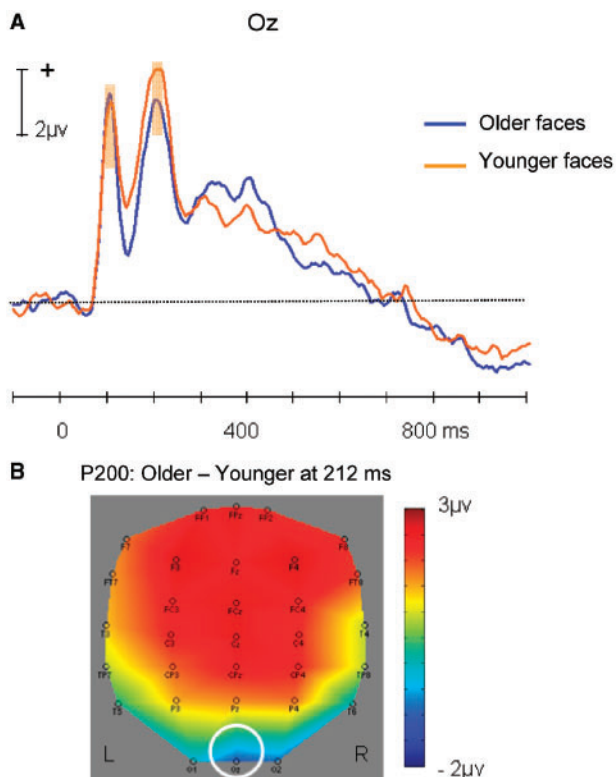 A
Oz
+
2μv
Older faces
Younger faces
0 400 800 ms
B
P200: Older – Younger at 212 ms
3μv
FP1 FPz FP2
F7 F3 Fz F4 F8
FT7 FC3 FCz FC4 FT8
T3 C3 Cz C4 T4
TP7 CP3 CPz CP4 TP8
T5 P3 Pz P4 T6
L R
O1 Oz O2
- 2μv